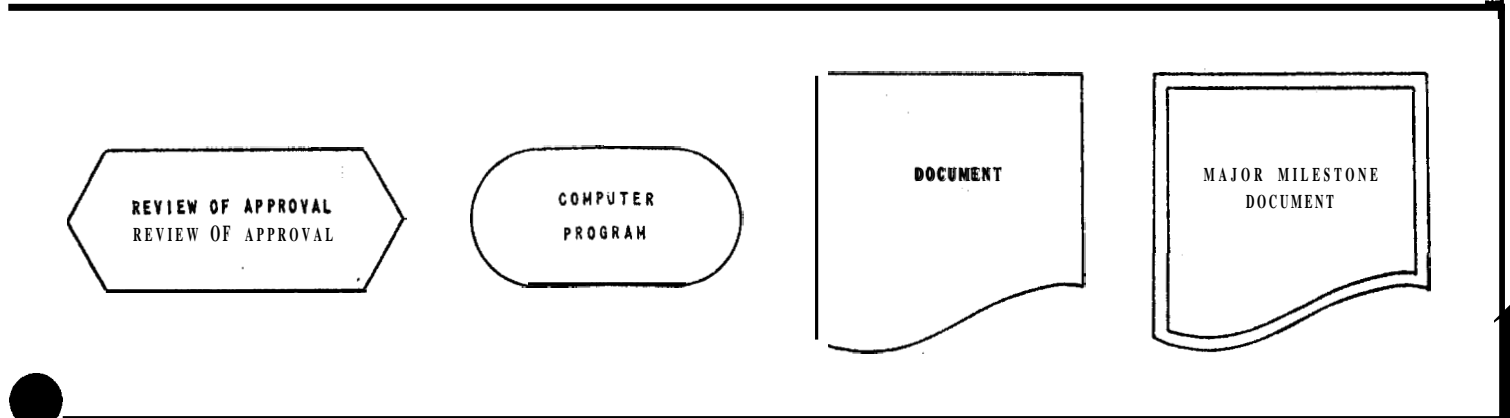 REVIEW OF APPROVAL
REVIEW OF APPROVAL
COMPUTER
PROGRAM
DOCUMENT
MAJOR MILESTONE
DOCUMENT